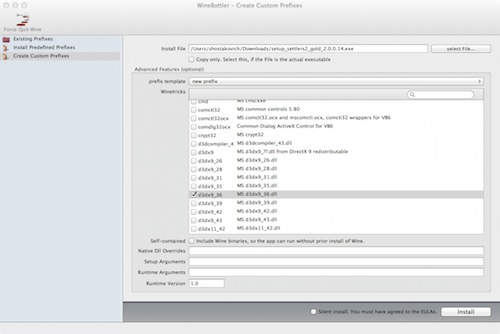 WineBottler – Create Custom Prefixes
Force Quit Wine
Existing Prefixes
Install Predefined Prefixes
Create Custom Prefixes
Install File /Users/shostakovich/Downloads/setup_settlers2_gold_2.0.0.14.exe select File...
Copy only. Select this, if the File is the actual executable
Advanced Features (optional)
prefix template new prefix
Winetricks
cmd MS cmd.exe
comctl32 MS common controls 5.80
comctl32ocx MS comctl32.ocx and mscomctl.ocx, comctl32 wrappers for VB6
comdlg32ocx Common Dialog ActiveX Control for VB6
crypt32 MS crypt32.dll
d3dcompiler_4 MS d3dcompiler_43.dll
d3dx9 MS d3dx9_??.dll from DirectX 9 redistributable
d3dx9_26 MS d3dx9_26.dll
d3dx9_28 MS d3dx9_28.dll
d3dx9_31 MS d3dx9_31.dll
d3dx9_35 MS d3dx9_35.dll
d3dx9_36 MS d3dx9_36.dll
d3dx9_39 MS d3dx9_39.dll
d3dx9_42 MS d3dx9_42.dll
d3dx9_43 MS d3dx9_43.dll
d3dx11_42 MS d3dx11_42.dll
Self-contained Include Wine binaries, so the app can run without prior install of Wine.
Native Dll Overrides
Setup Arguments
Runtime Arguments
Runtime Version 1.0
Silent install. You must have agreed to the EULAs. Install